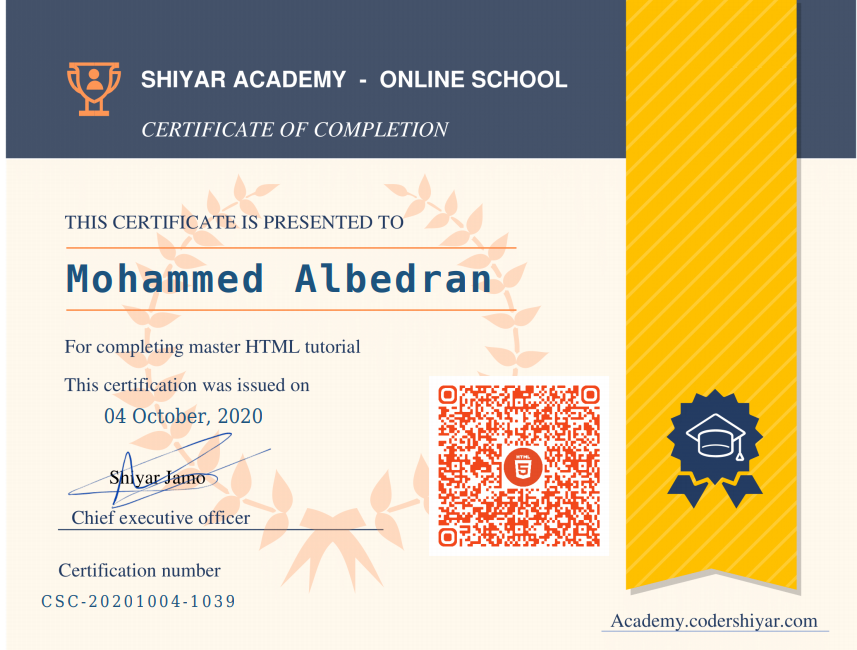 SHIYAR ACADEMY - ONLINE SCHOOL
CERTIFICATE OF COMPLETION
THIS CERTIFICATE IS PRESENTED TO
Mohammed Albedran
For completing master HTML tutorial
This certification was issued on
04 October, 2020
Shiyar Jamo
Chief executive officer
HTML
5
Certification number
CSC-20201004-1039
Academy.codershiyar.com